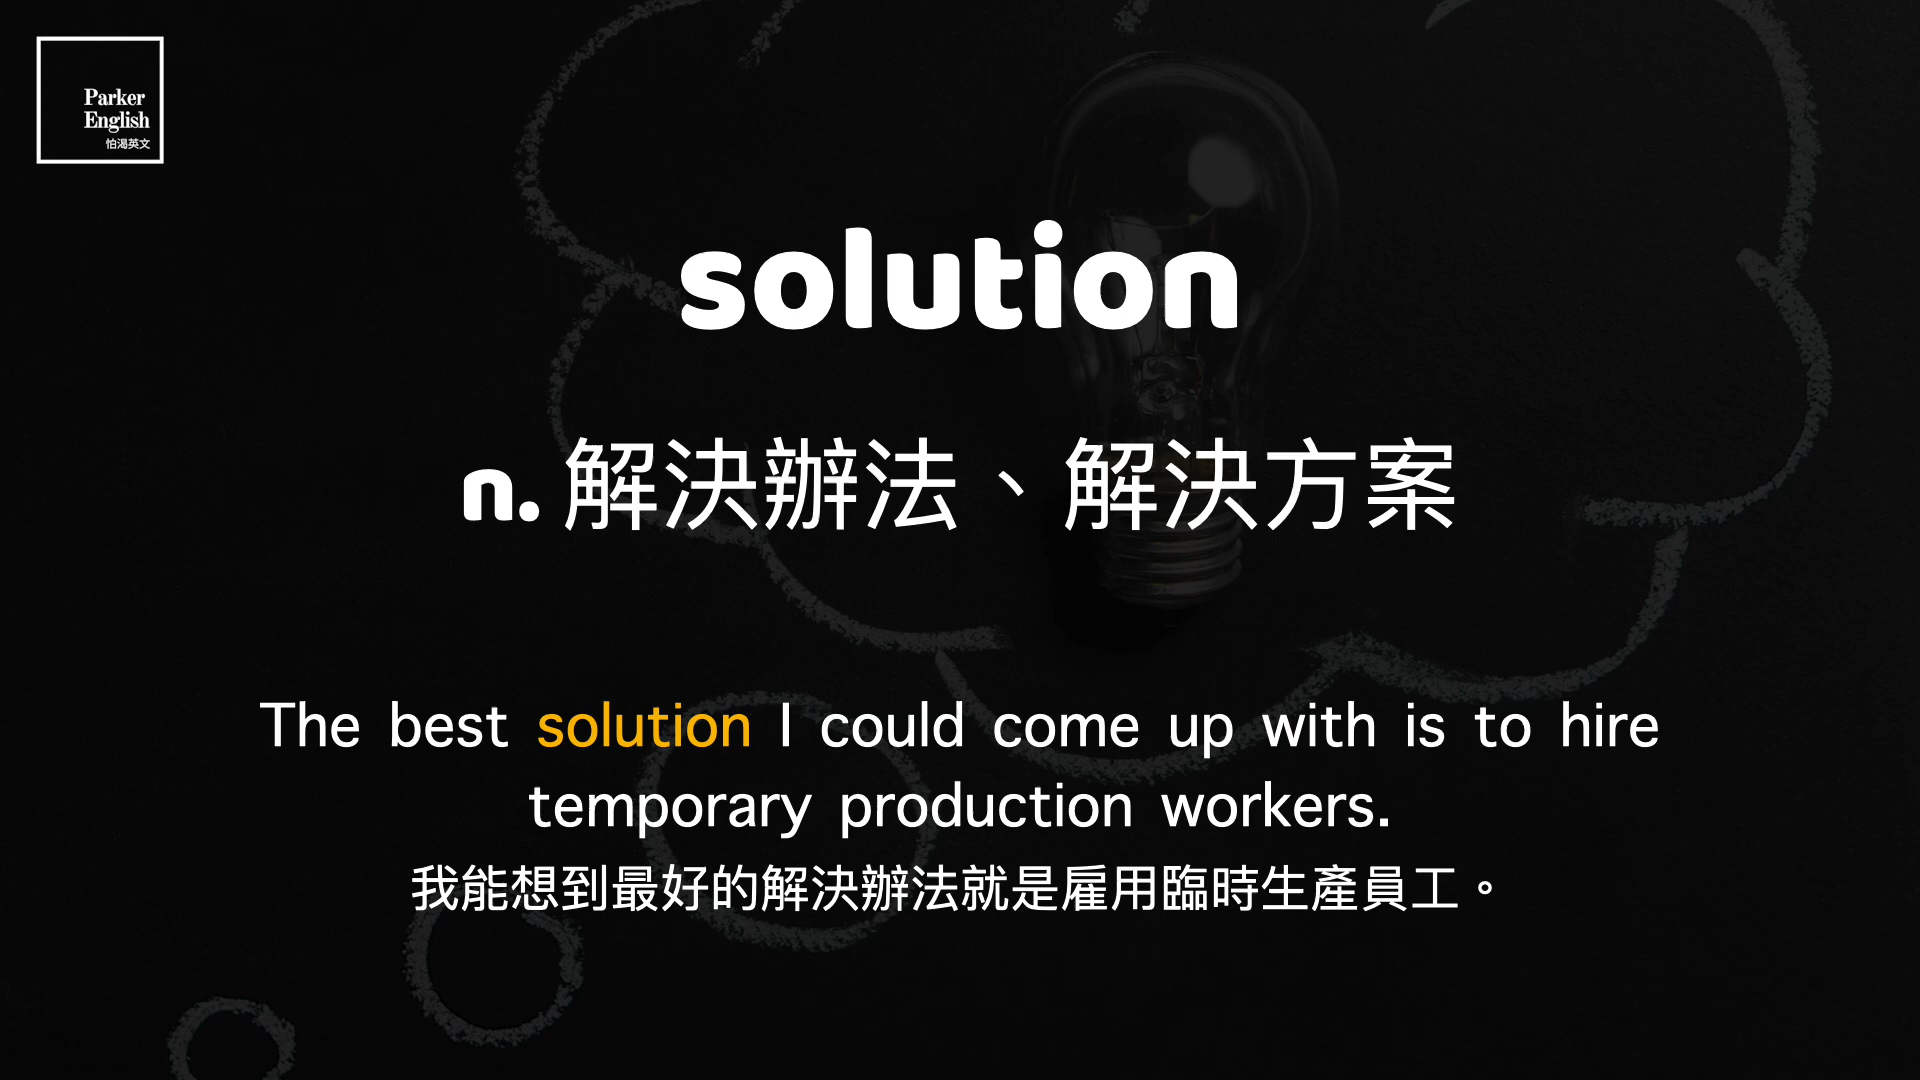 Parker
English
怕渴英文
solution
n. 解決辦法、解決方案
The best solution I could come up with is to hire
temporary production workers.
我能想到最好的解決辦法就是雇用臨時生產員工。